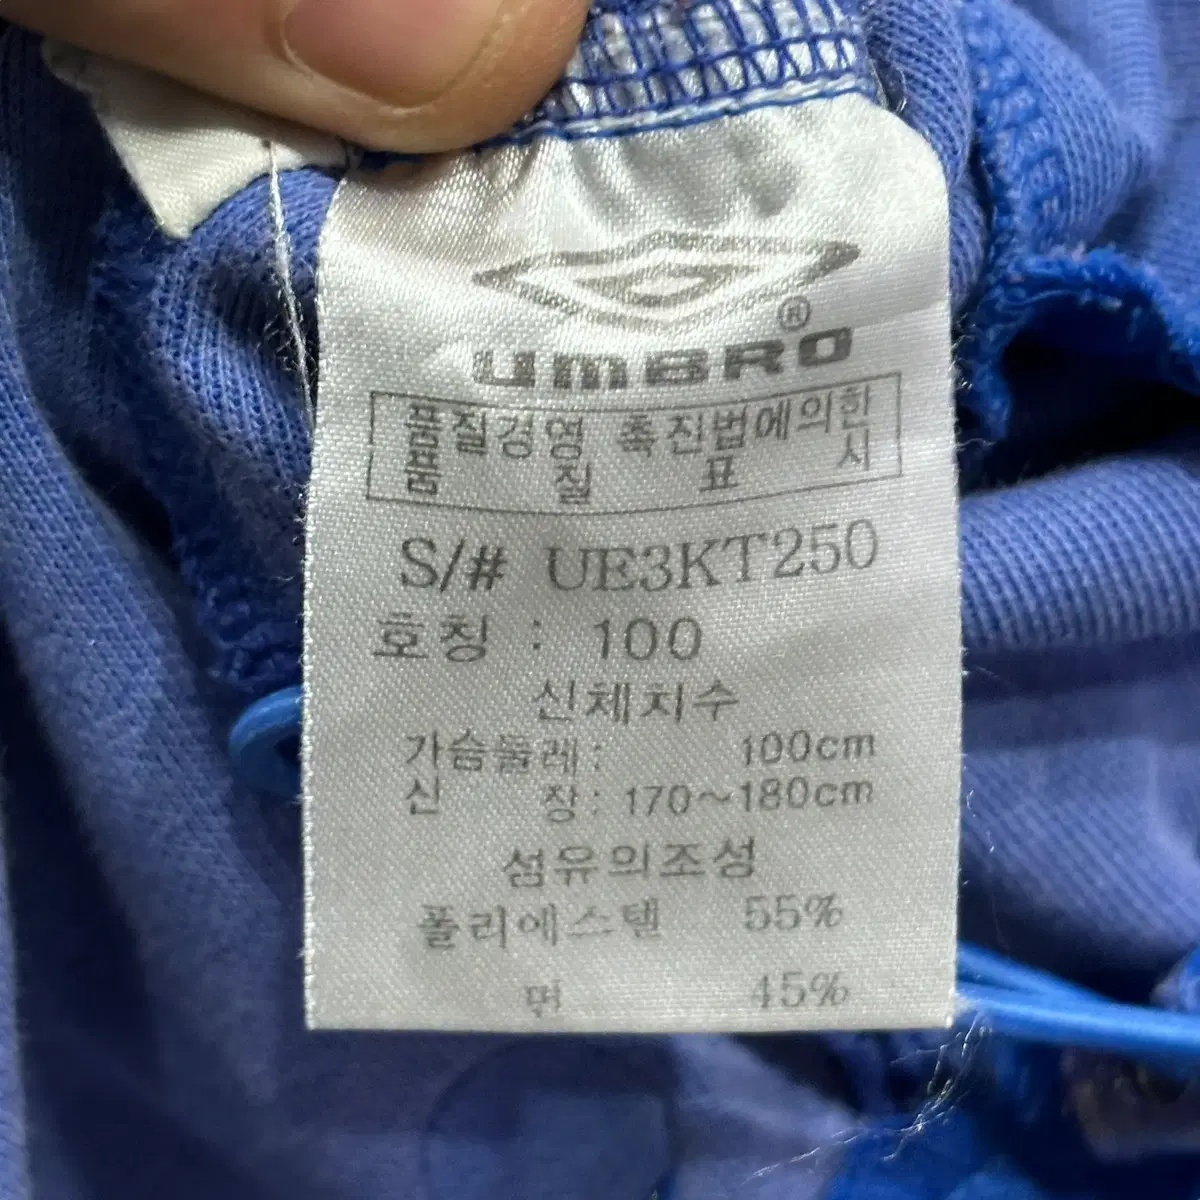 ®
umbro
품질경영 촉진법에의한
품 질 표 시
S/# UE3KT250
호칭 : 100
신체치수
가슴둘레: 100cm
신 장: 170~180cm
섬유의조성
폴리에스텔 55%
면 45%